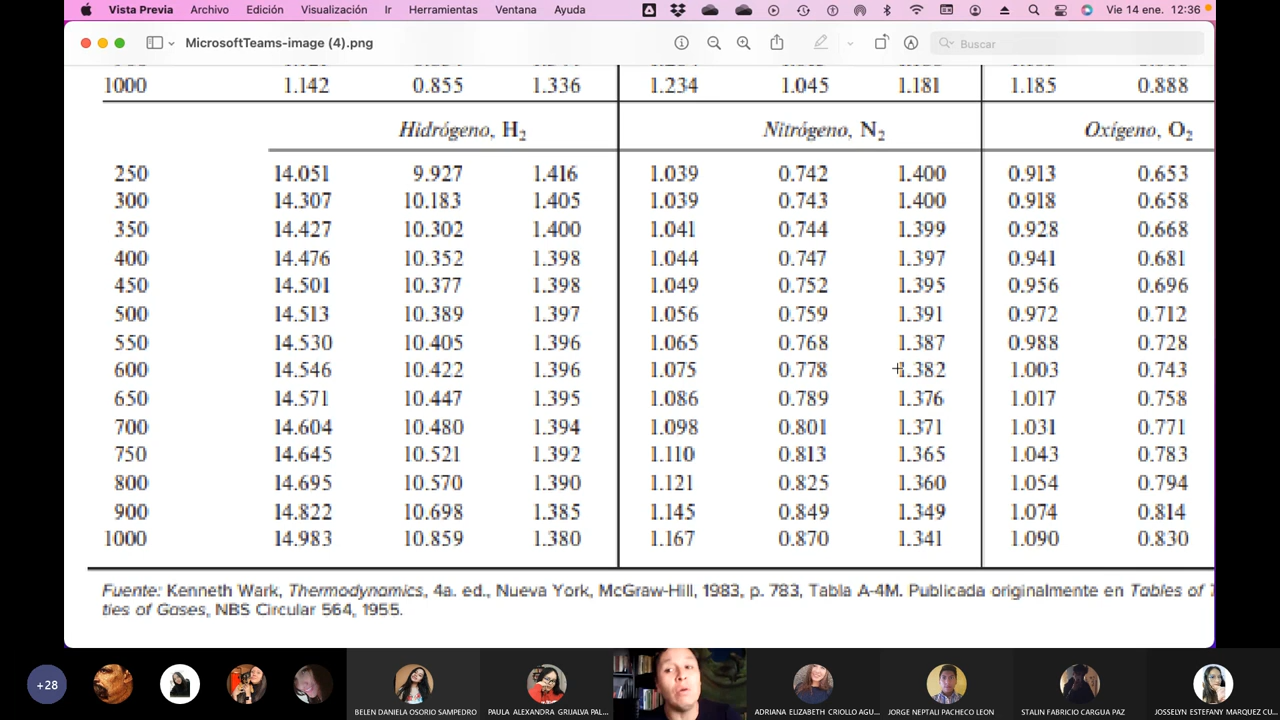 Vista Previa Archivo Edición Visualización Ir Herramientas Ventana Ayuda Vie 14 ene. 12:36
MicrosoftTeams-image (4).png Buscar
1000 1.142 0.855 1.336 1.234 1.045 1.181 1.185 0.888
Hidrógeno, H2 Nitrógeno, N2 Oxígeno, O2
250 14.051 9.927 1.416 1.039 0.742 1.400 0.913 0.653
300 14.307 10.183 1.405 1.039 0.743 1.400 0.918 0.658
350 14.427 10.302 1.400 1.041 0.744 1.399 0.928 0.668
400 14.476 10.352 1.398 1.044 0.747 1.397 0.941 0.681
450 14.501 10.377 1.398 1.049 0.752 1.395 0.956 0.696
500 14.513 10.389 1.397 1.056 0.759 1.391 0.972 0.712
550 14.530 10.405 1.396 1.065 0.768 1.387 0.988 0.728
600 14.546 10.422 1.396 1.075 0.778 1.382 1.003 0.743
650 14.571 10.447 1.395 1.086 0.789 1.376 1.017 0.758
700 14.604 10.480 1.394 1.098 0.801 1.371 1.031 0.771
750 14.645 10.521 1.392 1.110 0.813 1.365 1.043 0.783
800 14.695 10.570 1.390 1.121 0.825 1.360 1.054 0.794
900 14.822 10.698 1.385 1.145 0.849 1.349 1.074 0.814
1000 14.983 10.859 1.380 1.167 0.870 1.341 1.090 0.830
Fuente: Kenneth Wark, Thermodynamics, 4a. ed., Nueva York, McGraw-Hill, 1983, p. 783, Tabla A-4M. Publicada originalmente en Tables of
ties of Gases, NBS Circular 564, 1955.
+28
BELEN DANIELA OSORIO SAMPEDRO PAULA ALEXANDRA GRIJALVA PAL... ADRIANA ELIZABETH CRIOLLO AGU... JORGE NEPTALI PACHECO LEON STALIN FABRICIO CARGUA PAZ JOSSELYN ESTEFANY MARQUEZ CU...